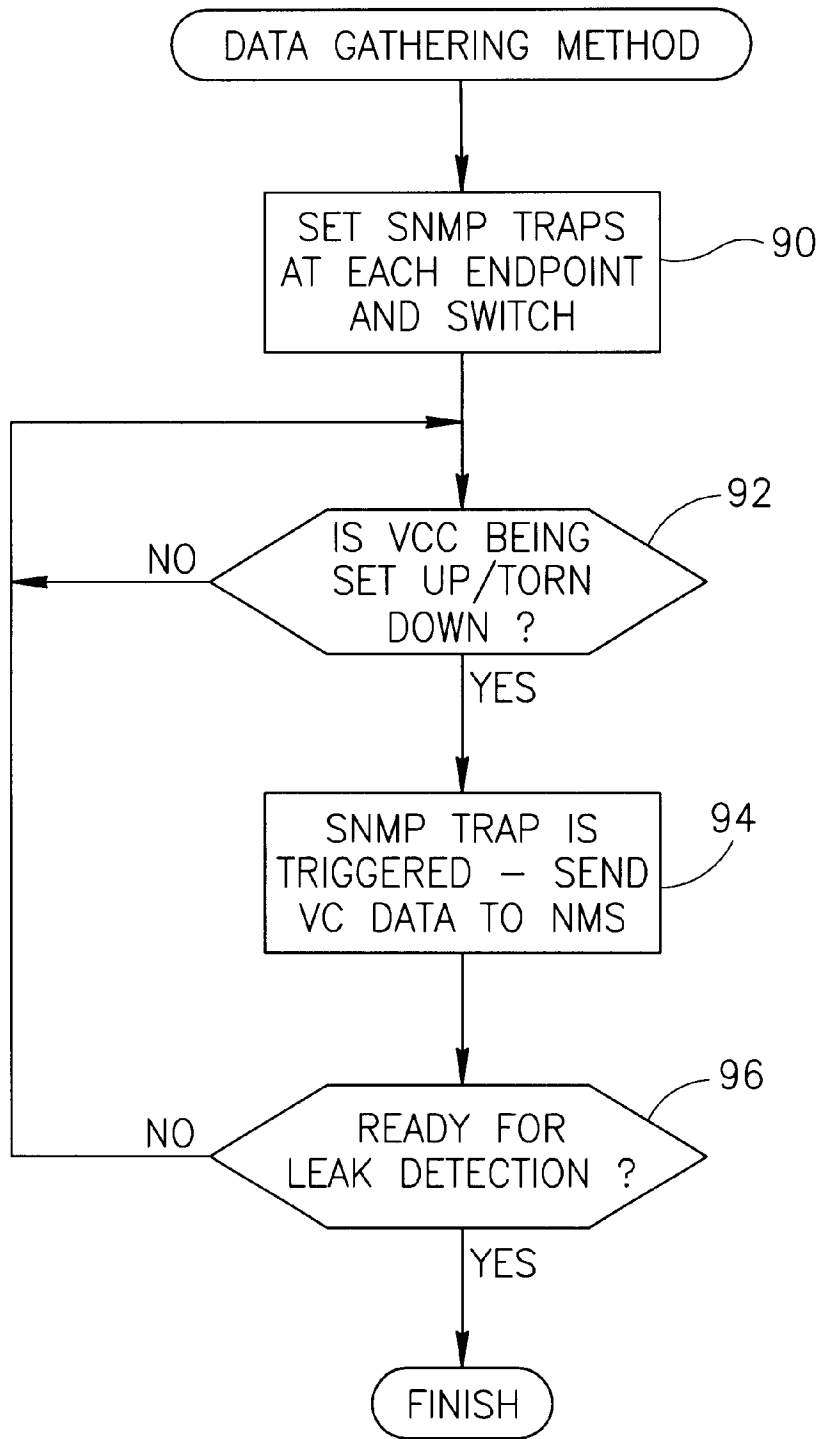 DATA GATHERING METHOD
SET SNMP TRAPS
AT EACH ENDPOINT
AND SWITCH
90
IS VCC BEING
SET UP/TORN
DOWN ?
92
NO
YES
SNMP TRAP IS
TRIGGERED – SEND
VC DATA TO NMS
94
READY FOR
LEAK DETECTION ?
96
NO
YES
FINISH